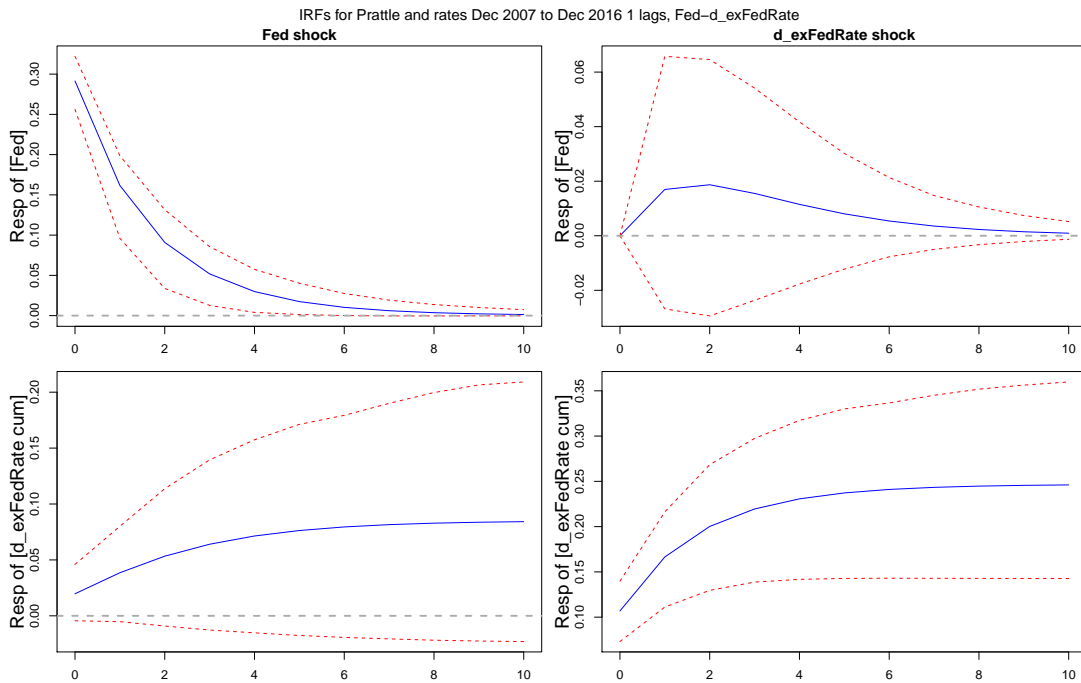 IRFs for Prattle and rates Dec 2007 to Dec 2016 1 lags, Fed−d_exFedRate
Fed shock
d_exFedRate shock
Resp of [Fed]
0.00 0.05 0.10 0.15 0.20 0.25 0.30
0 2 4 6 8 10
Resp of [Fed]
−0.02 0.00 0.02 0.04 0.06
0 2 4 6 8 10
Resp of [d_exFedRate cum]
0.00 0.05 0.10 0.15 0.20
0 2 4 6 8 10
Resp of [d_exFedRate cum]
0.10 0.15 0.20 0.25 0.30 0.35
0 2 4 6 8 10